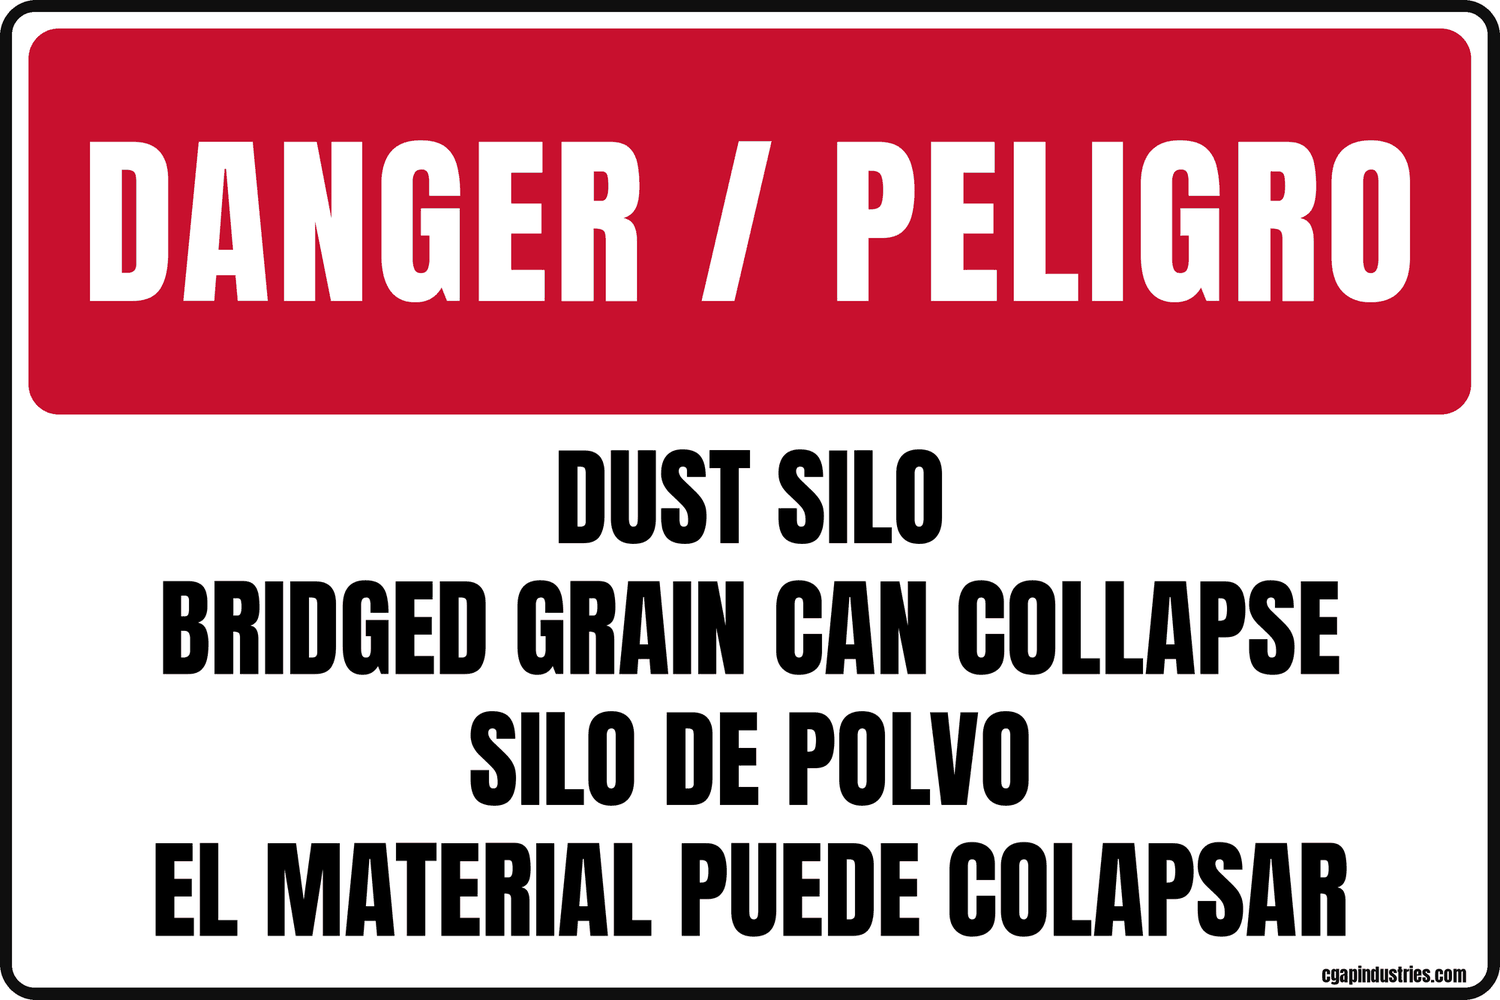 DANGER / PELIGRO
DUST SILO
BRIDGED GRAIN CAN COLLAPSE
SILO DE POLVO
EL MATERIAL PUEDE COLAPSAR
cgapindustries.com